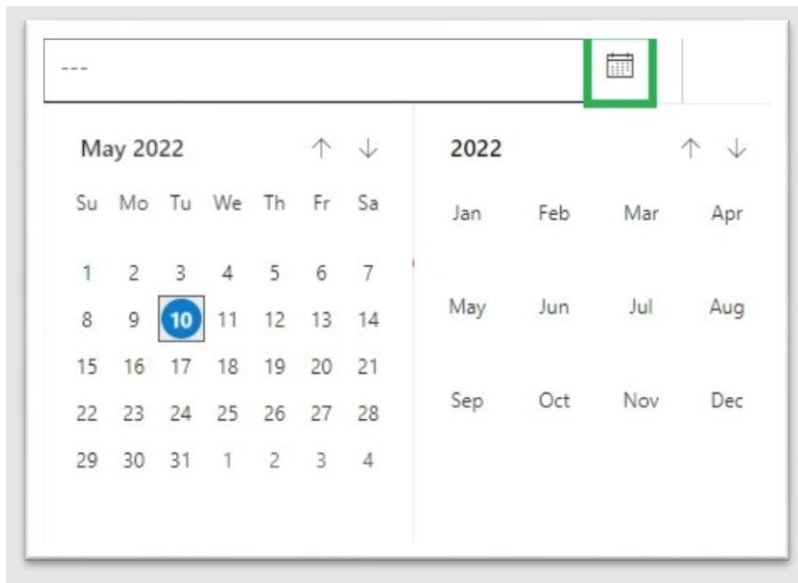 ---
May 2022
Su Mo Tu We Th Fr Sa
1 2 3 4 5 6 7
8 9 10 11 12 13 14
15 16 17 18 19 20 21
22 23 24 25 26 27 28
29 30 31 1 2 3 4
2022
Jan Feb Mar Apr
May Jun Jul Aug
Sep Oct Nov Dec